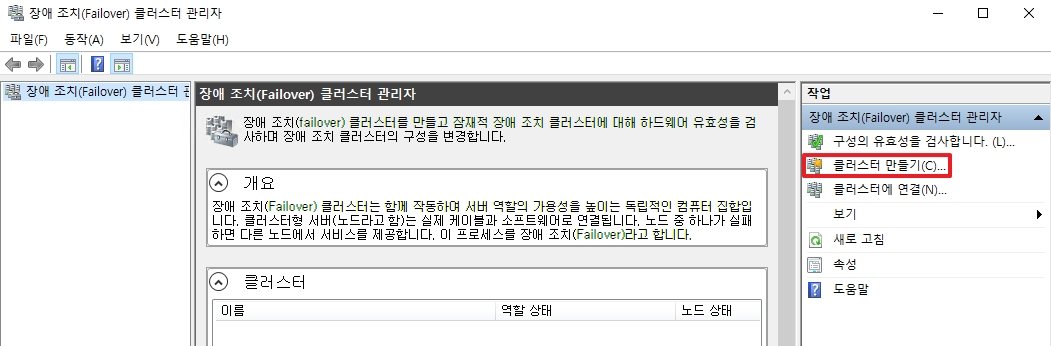 장애 조치(Failover) 클러스터 관리자
파일(F) 동작(A) 보기(V) 도움말(H)
장애 조치(Failover) 클러스터 관
장애 조치(Failover) 클러스터 관리자
장애 조치(failover) 클러스터를 만들고 잠재적 장애 조치 클러스터에 대해 하드웨어 유효성을 검
사하며 장애 조치 클러스터의 구성을 변경합니다.
개요
장애 조치(Failover) 클러스터는 함께 작동하여 서버 역할의 가용성을 높이는 독립적인 컴퓨터 집합입
니다. 클러스터형 서버(노드라고 함)는 실제 케이블과 소프트웨어로 연결됩니다. 노드 중 하나가 실패
하면 다른 노드에서 서비스를 제공합니다. 이 프로세스를 장애 조치(Failover)라고 합니다.
클러스터
이름 역할 상태 노드 상태
작업
장애 조치(Failover) 클러스터 관리자
구성의 유효성을 검사합니다. (L)...
클러스터 만들기(C)...
클러스터에 연결(N)...
보기
새로 고침
속성
도움말